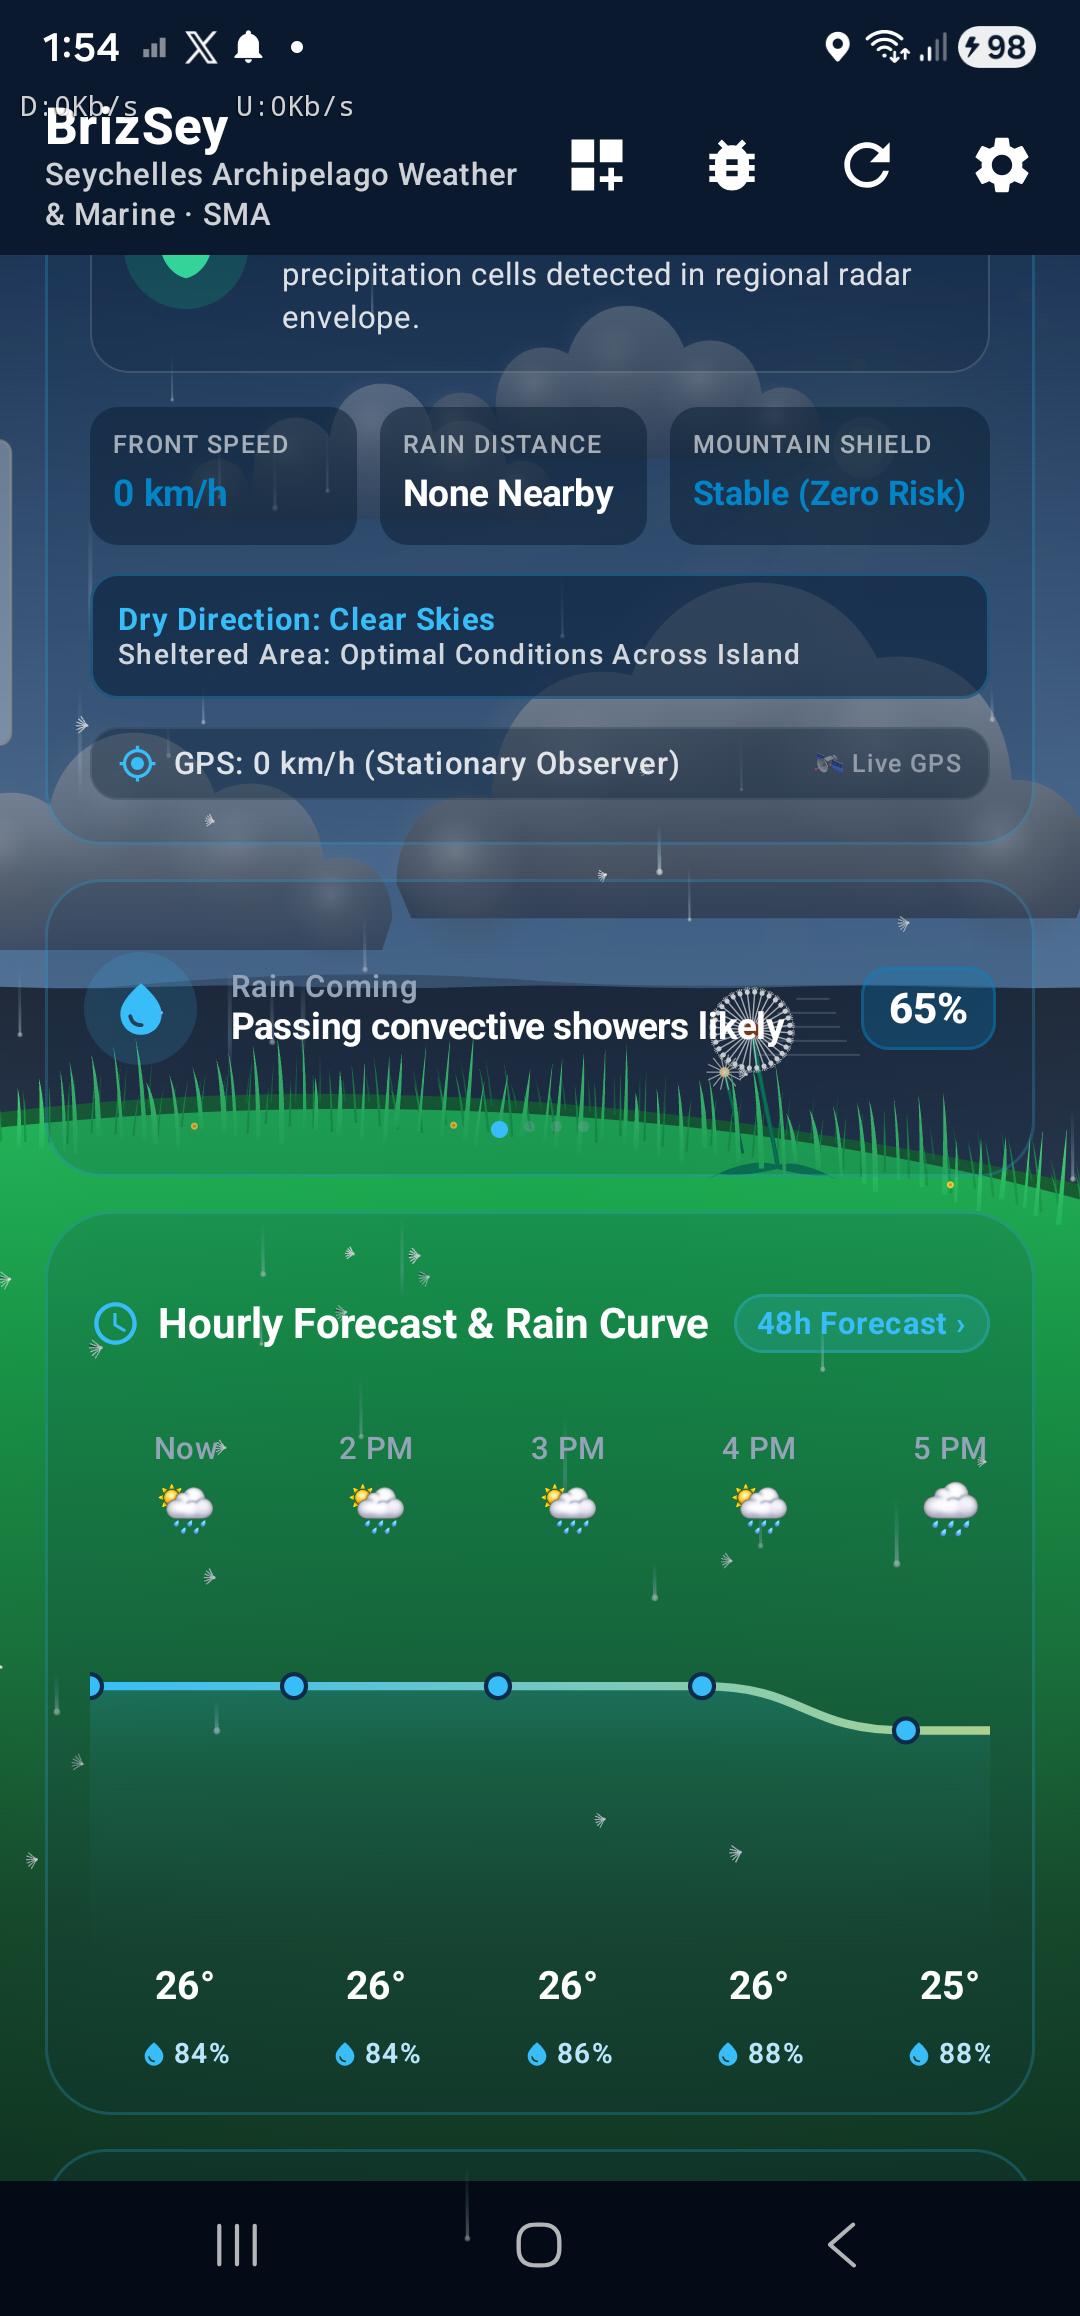 1:54
98
D:0Kb/s U:0Kb/s
BrizSey
Seychelles Archipelago Weather
& Marine · SMA
precipitation cells detected in regional radar
envelope.
FRONT SPEED
0 km/h
RAIN DISTANCE
None Nearby
MOUNTAIN SHIELD
Stable (Zero Risk)
Dry Direction: Clear Skies
Sheltered Area: Optimal Conditions Across Island
GPS: 0 km/h (Stationary Observer)
Live GPS
Rain Coming
Passing convective showers likely
65%
Hourly Forecast & Rain Curve
48h Forecast ›
Now 2 PM 3 PM 4 PM 5 PM
26° 26° 26° 26° 25°
84% 84% 86% 88% 88%